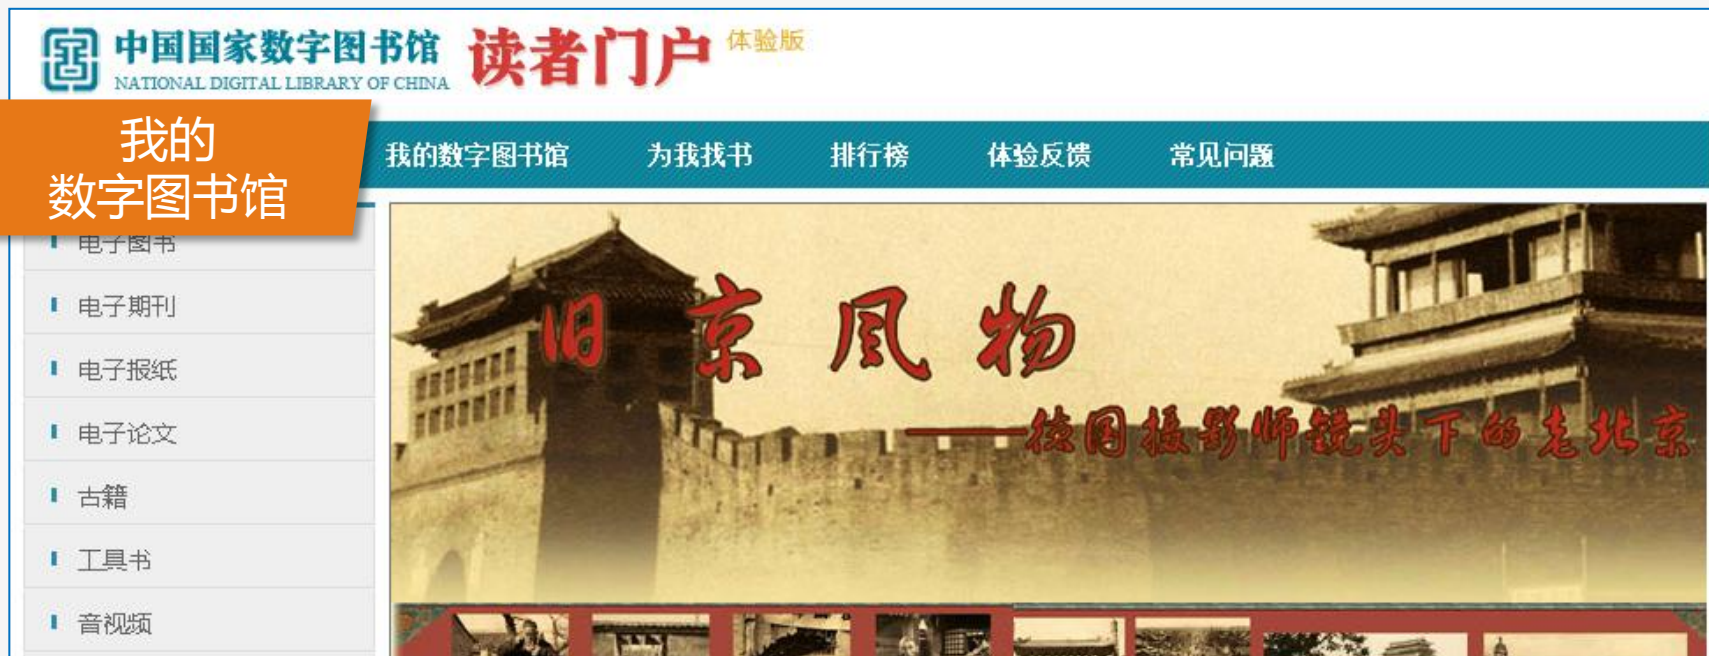 中国国家数字图书馆
NATIONAL DIGITAL LIBRARY OF CHINA
读者门户
体验版
我的
数字图书馆
我的数字图书馆
为我找书
排行榜
体验反馈
常见问题
电子图书
电子期刊
电子报纸
电子论文
古籍
工具书
音视频
旧京风物
——德国摄影师镜头下的老北京